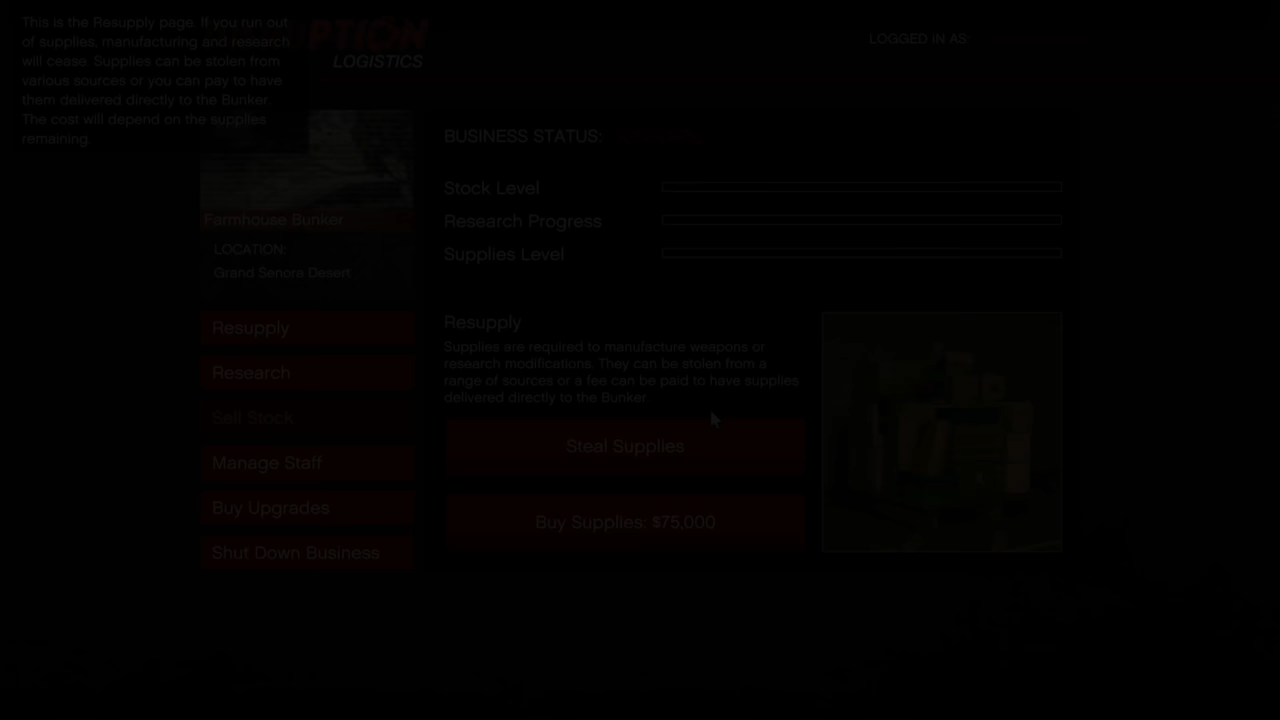 This is the Resupply page. If you run out
of supplies, manufacturing and research
will cease. Supplies can be stolen from
various sources or you can pay to have
them delivered directly to the Bunker.
The cost will depend on the supplies
remaining.
LOGISTICS
LOGGED IN AS:
Farmhouse Bunker
LOCATION:
Grand Senora Desert
Resupply
Research
Sell Stock
Manage Staff
Buy Upgrades
Shut Down Business
BUSINESS STATUS:
Stock Level
Research Progress
Supplies Level
Resupply
Supplies are required to manufacture weapons or
research modifications. They can be stolen from a
range of sources or a fee can be paid to have supplies
delivered directly to the Bunker
Steal Supplies
Buy Supplies: $75,000